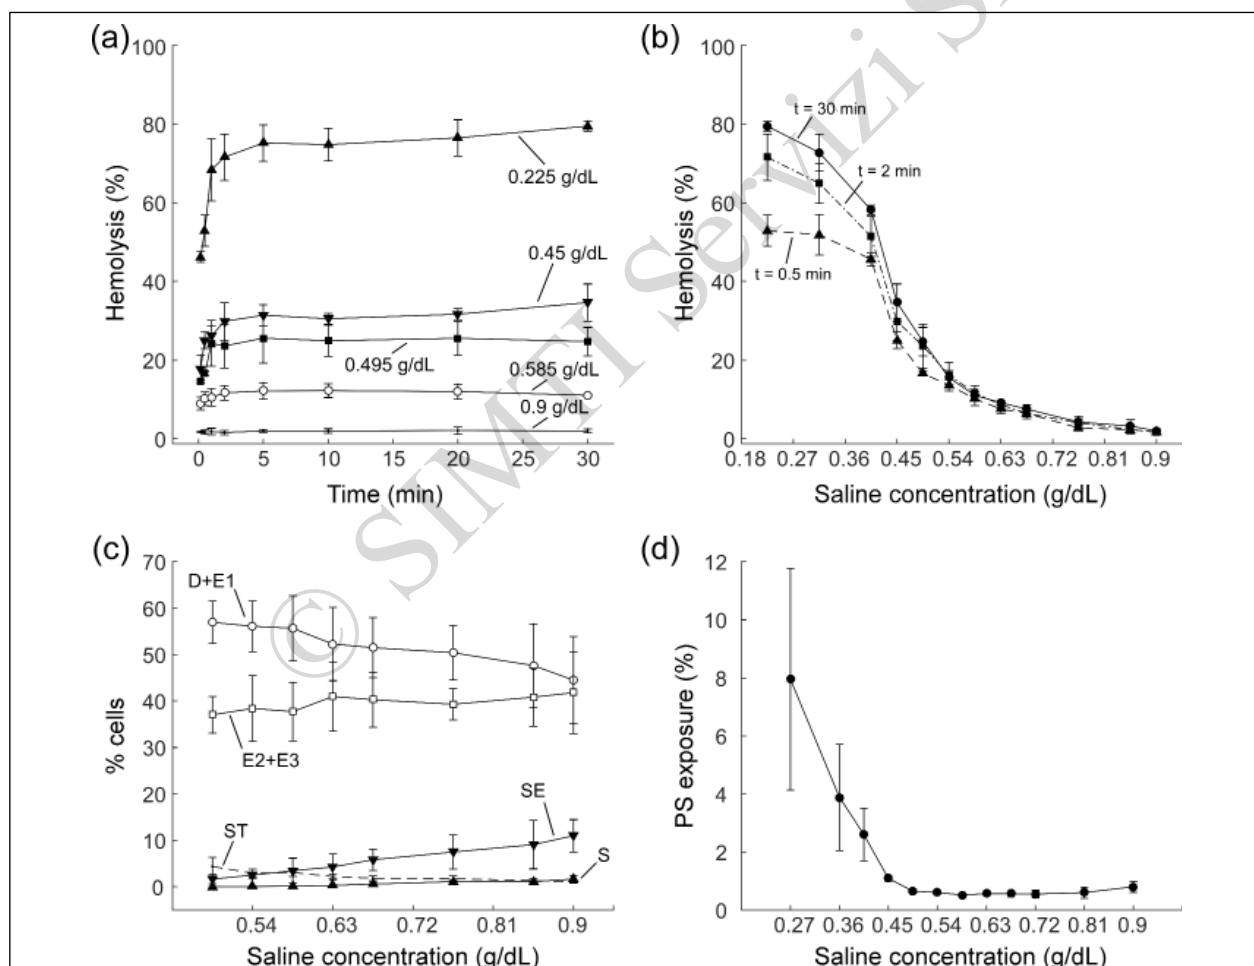 (a)
100
80
60
40
20
0
Hemolysis (%)
0.225 g/dL
0.45 g/dL
0.495 g/dL
0.585 g/dL
0.9 g/dL
0 5 10 20 30
Time (min)
(b)
100
80
60
40
20
0
Hemolysis (%)
t = 30 min
t = 2 min
t = 0.5 min
0.18 0.27 0.36 0.45 0.54 0.63 0.72 0.81 0.9
Saline concentration (g/dL)
(c)
70
60
50
40
30
20
10
0
% cells
D+E1
E2+E3
ST
SE
S
0.54 0.63 0.72 0.81 0.9
Saline concentration (g/dL)
(d)
12
10
8
6
4
2
0
PS exposure (%)
0.27 0.36 0.45 0.54 0.63 0.72 0.81 0.9
Saline concentration (g/dL)
© SIMTI Servizi S